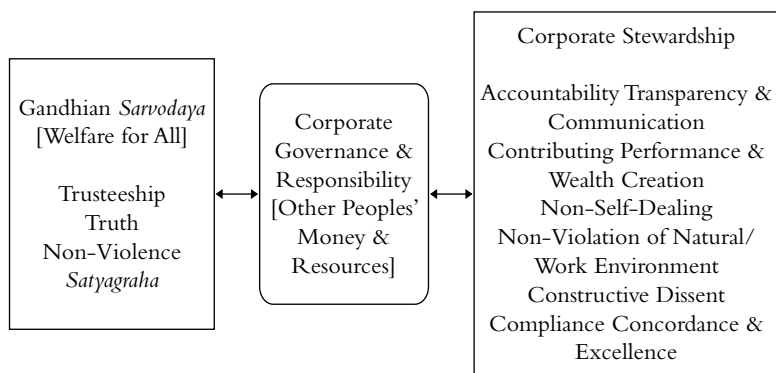 Gandhian Sarvodaya
[Welfare for All]
Trusteeship
Truth
Non-Violence
Satyagraha
Corporate
Governance &
Responsibility
[Other Peoples’
Money &
Resources]
Corporate Stewardship
Accountability Transparency &
Communication
Contributing Performance &
Wealth Creation
Non-Self-Dealing
Non-Violation of Natural/
Work Environment
Constructive Dissent
Compliance Concordance &
Excellence